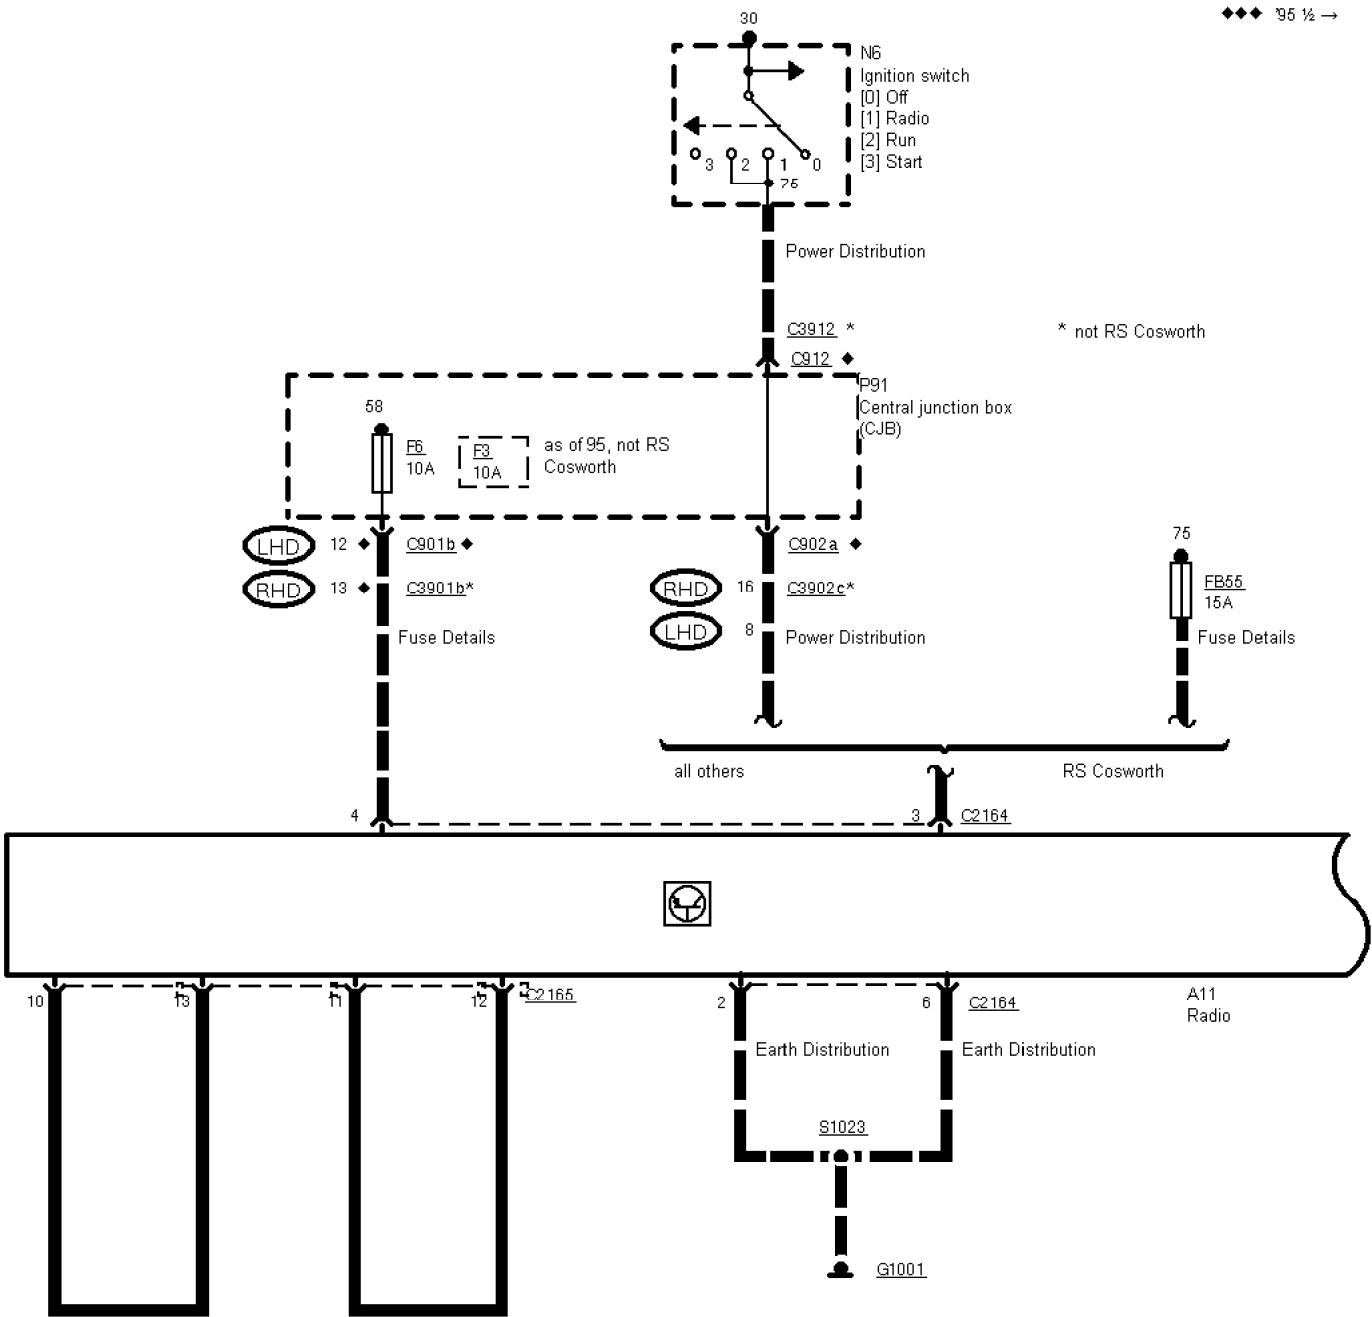 30
◆◆◆ '95 ½ →
N6
Ignition switch
[0] Off
[1] Radio
[2] Run
[3] Start
3 2 1 0
75
Power Distribution
C3912 *
* not RS Cosworth
C912 ◆
P91
Central junction box
(CJB)
58
F6
10A
F3
10A
as of 95, not RS
Cosworth
LHD 12 ◆ C901b ◆
C902a ◆
75
RHD 13 ◆ C3901b*
RHD 16 C3902c*
FB55
15A
LHD 8
Fuse Details
Power Distribution
Fuse Details
all others
RS Cosworth
4
3 C2164
10 13 11 12 C2165
2 6 C2164
A11
Radio
Earth Distribution
Earth Distribution
S1023
G1001